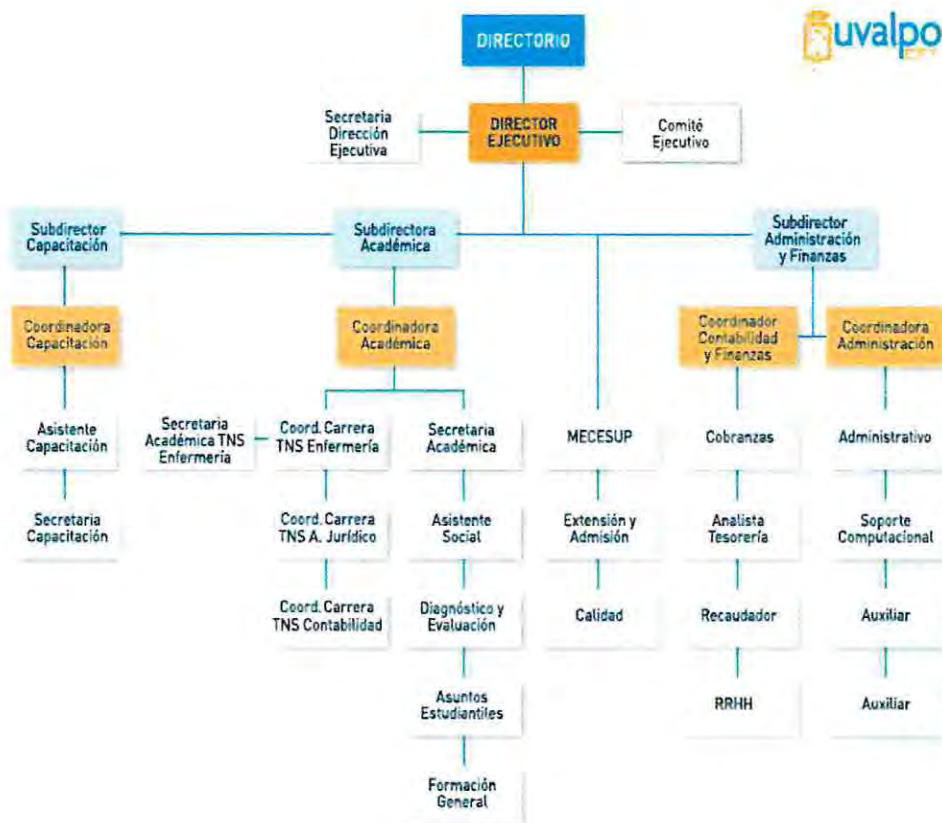 uvalpo
DIRECTORIO
Secretaria
Dirección
Ejecutiva
DIRECTOR
EJECUTIVO
Comité
Ejecutivo
Subdirector
Capacitación
Subdirectora
Académica
Subdirector
Administración
y Finanzas
Coordinadora
Capacitación
Coordinadora
Académica
Coordinador
Contabilidad
y Finanzas
Coordinadora
Administración
Asistente
Capacitación
Secretaria
Académica TNS
Enfermería
Coord. Carrera
TNS Enfermería
Secretaria
Académica
MECESUP
Cobranzas
Administrativo
Secretaria
Capacitación
Coord. Carrera
TNS A. Jurídico
Asistente
Social
Extensión y
Admisión
Analista
Tesorería
Soporte
Computacional
Coord. Carrera
TNS Contabilidad
Diagnóstico y
Evaluación
Calidad
Recaudador
Auxiliar
Asuntos
Estudiantiles
RRHH
Auxiliar
Formación
General